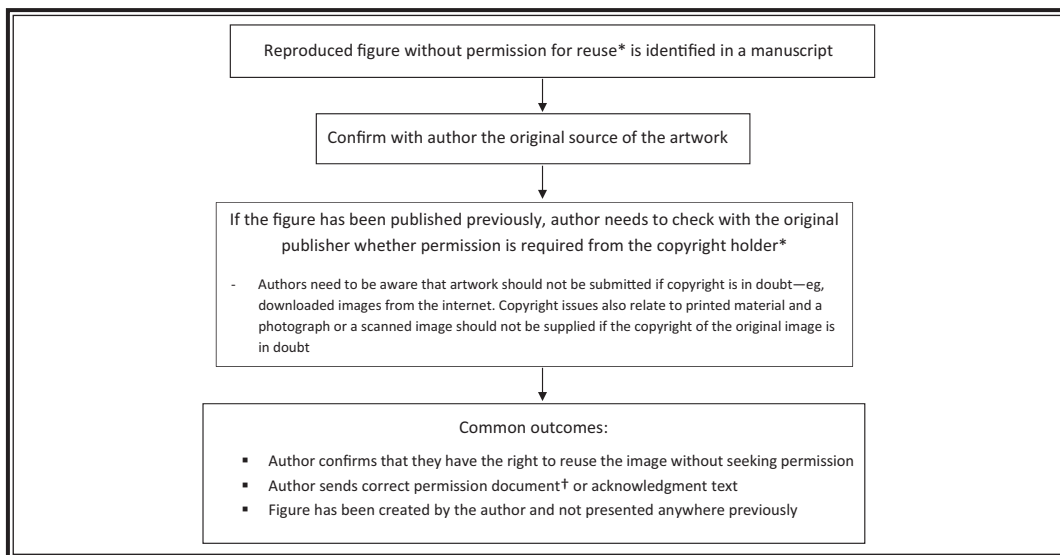 Reproduced figure without permission for reuse* is identified in a manuscript
Confirm with author the original source of the artwork
If the figure has been published previously, author needs to check with the original
publisher whether permission is required from the copyright holder*
- Authors need to be aware that artwork should not be submitted if copyright is in doubt—eg,
downloaded images from the internet. Copyright issues also relate to printed material and a
photograph or a scanned image should not be supplied if the copyright of the original image is
in doubt
Common outcomes:
▪ Author confirms that they have the right to reuse the image without seeking permission
▪ Author sends correct permission document† or acknowledgment text
▪ Figure has been created by the author and not presented anywhere previously